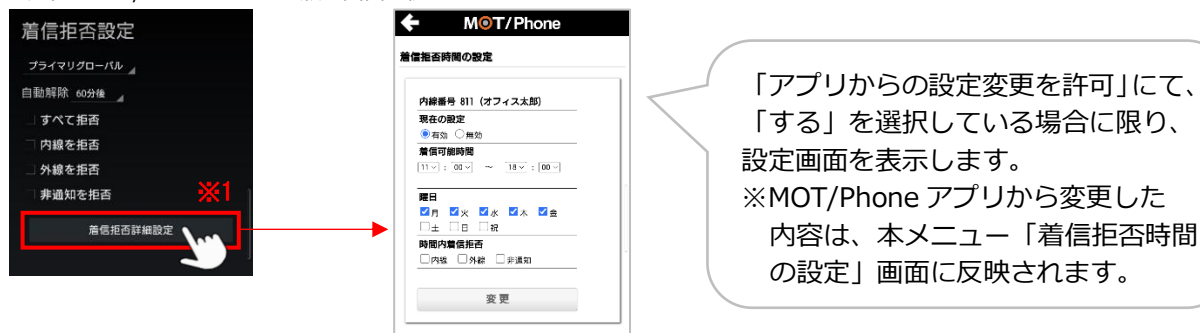 着信拒否設定
プライマリグローバル
自動解除 60分後
すべて拒否
内線を拒否
外線を拒否
非通知を拒否
※1
着信拒否詳細設定
MOT/Phone
着信拒否時間の設定
内線番号 811（オフィス太郎）
現在の設定
有効 無効
着信可能時間
11 : 00 ～ 18 : 00
曜日
月 火 水 木 金
土 日 祝
時間内着信拒否
内線 外線 非通知
変更
「アプリからの設定変更を許可」にて、
「する」を選択している場合に限り、
設定画面を表示します。
※MOT/Phone アプリから変更した
内容は、本メニュー「着信拒否時間
の設定」画面に反映されます。